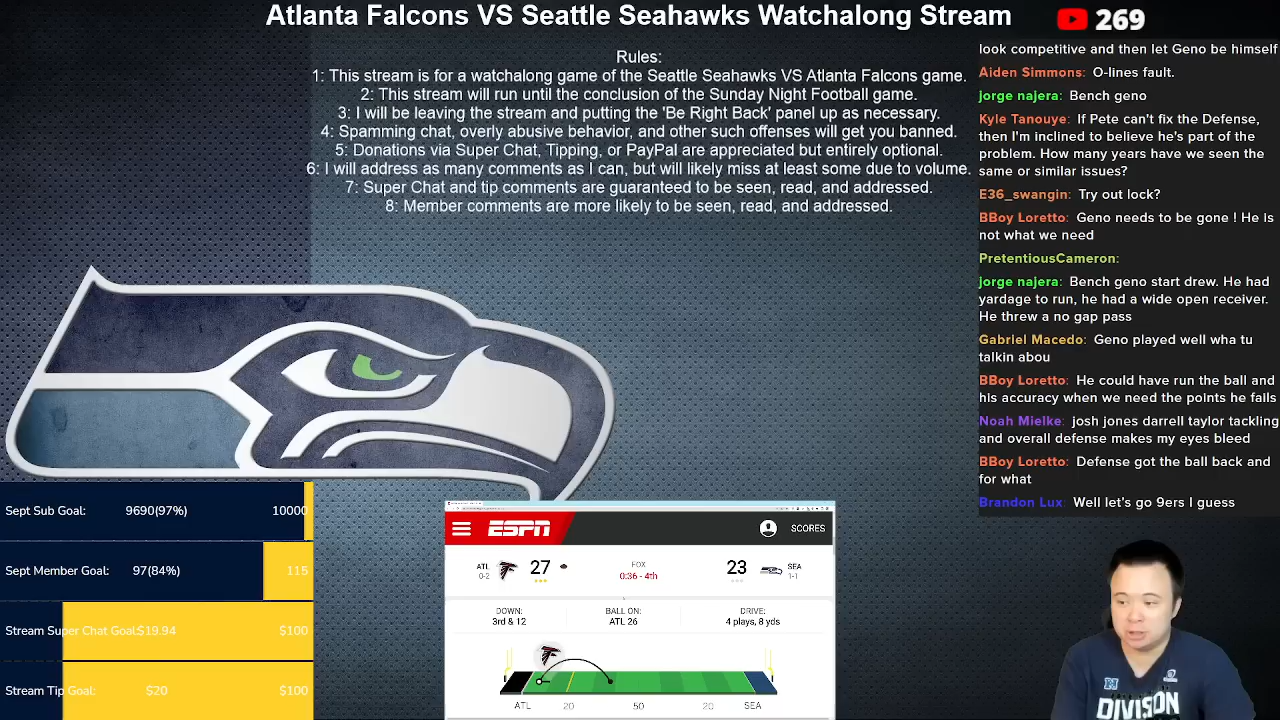 Atlanta Falcons VS Seattle Seahawks Watchalong Stream
269
Rules:
1: This stream is for a watchalong game of the Seattle Seahawks VS Atlanta Falcons game.
2: This stream will run until the conclusion of the Sunday Night Football game.
3: I will be leaving the stream and putting the 'Be Right Back' panel up as necessary.
4: Spamming chat, overly abusive behavior, and other such offenses will get you banned.
5: Donations via Super Chat, Tipping, or PayPal are appreciated but entirely optional.
6: I will address as many comments as I can, but will likely miss at least some due to volume.
7: Super Chat and tip comments are guaranteed to be seen, read, and addressed.
8: Member comments are more likely to be seen, read, and addressed.
look competitive and then let Geno be himself
Aiden Simmons: O-lines fault.
jorge najera: Bench geno
Kyle Tanouye: If Pete can't fix the Defense,
then I'm inclined to believe he's part of the
problem. How many years have we seen the
same or similar issues?
E36_swangin: Try out lock?
BBoy Loretto: Geno needs to be gone ! He is
not what we need
PretentiousCameron:
jorge najera: Bench geno start drew. He had
yardage to run, he had a wide open receiver.
He threw a no gap pass
Gabriel Macedo: Geno played well wha tu
talkin abou
BBoy Loretto: He could have run the ball and
his accuracy when we need the points he falls
Noah Mielke: josh jones darrell taylor tackling
and overall defense makes my eyes bleed
BBoy Loretto: Defense got the ball back and
for what
Brandon Lux: Well let's go 9ers I guess
Sept Sub Goal: 9690(97%) 10000
Sept Member Goal: 97(84%) 115
Stream Super Chat Goal: $19.94 $100
Stream Tip Goal: $20 $100
ESPN SCORES
ATL 0-2 27 FOX 0:36 - 4th 23 SEA 1-1
DOWN: BALL ON: DRIVE:
3rd & 12 ATL 26 4 plays, 8 yds
ATL 20 50 20 SEA
DIVISON